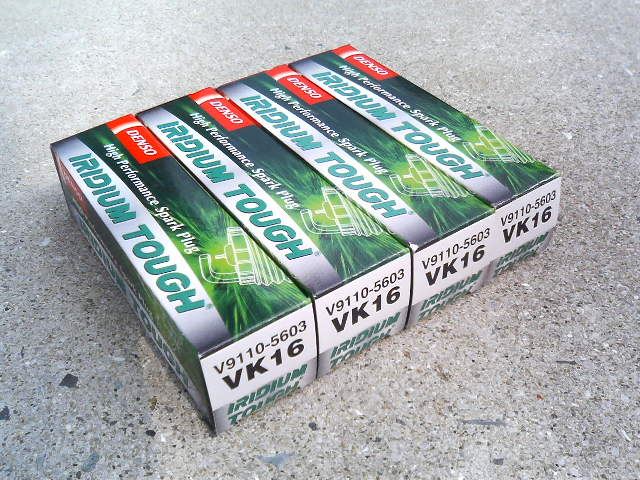 DENSO
High Performance Spark Plug
IRIDIUM TOUGH
V9110-5603
VK16
IRIDIUM
TOUGH
DENSO
High Performance Spark Plug
IRIDIUM TOUGH
V9110-5603
VK16
IRIDIUM
TOUGH
DENSO
High Performance Spark Plug
IRIDIUM TOUGH
V9110-5603
VK16
IRIDIUM
TOUGH
DENSO
High Performance Spark Plug
IRIDIUM TOUGH
V9110-5603
VK16
IRIDIUM
TOUGH